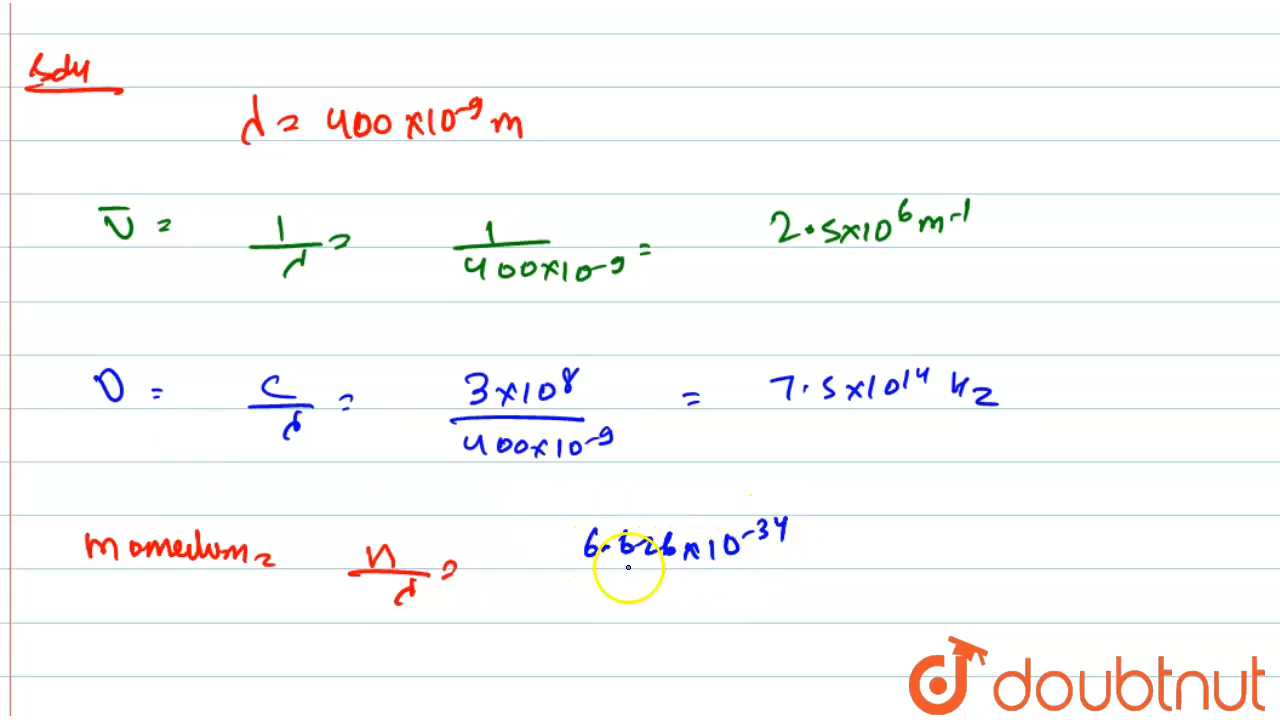 Soln
λ = 400×10⁻⁹ m
ν̄ = 1/λ = 1/400×10⁻⁹ = 2.5×10⁶ m⁻¹
ν = c/λ = 3×10⁸/400×10⁻⁹ = 7.5×10¹⁴ Hz
Momentum = h/λ = 6.626×10⁻³⁴
doubtnut